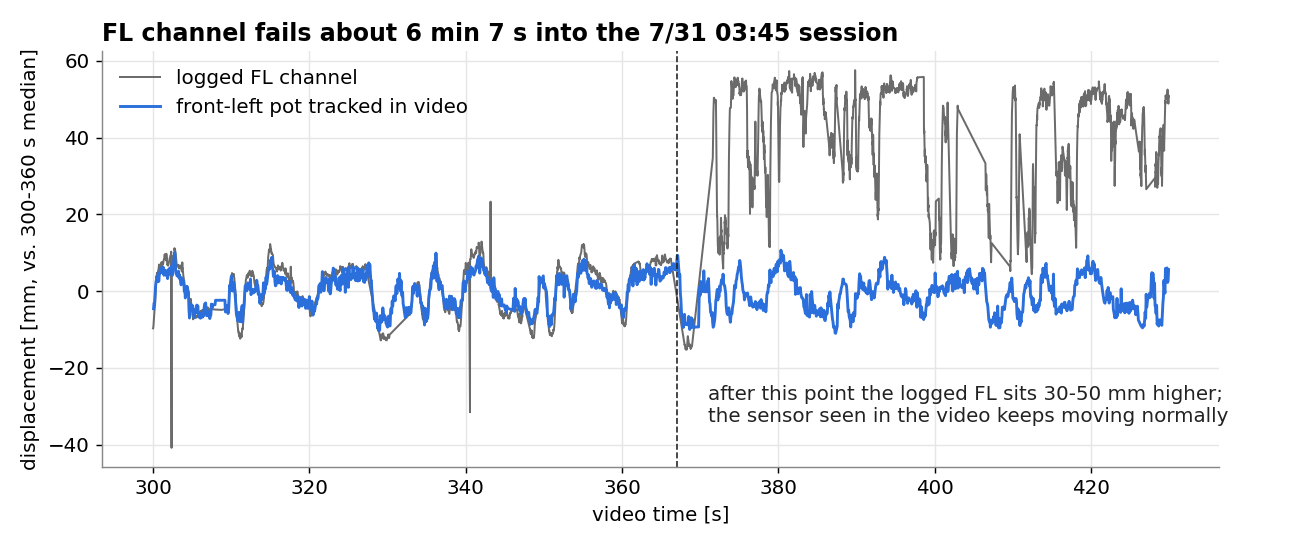 FL channel fails about 6 min 7 s into the 7/31 03:45 session
displacement [mm, vs. 300-360 s median]
60
40
20
0
−20
−40
logged FL channel
front-left pot tracked in video
after this point the logged FL sits 30-50 mm higher;
the sensor seen in the video keeps moving normally
300
320
340
360
380
400
420
video time [s]